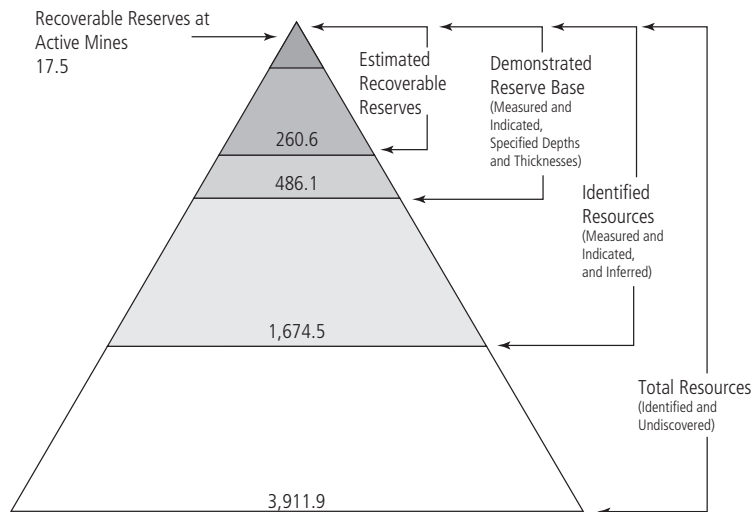 Recoverable Reserves at
Active Mines
17.5
Estimated
Recoverable
Reserves
Demonstrated
Reserve Base
(Measured and
Indicated,
Specified Depths
and Thicknesses)
260.6
486.1
Identified
Resources
(Measured and
Indicated,
and Inferred)
1,674.5
Total Resources
(Identified and
Undiscovered)
3,911.9